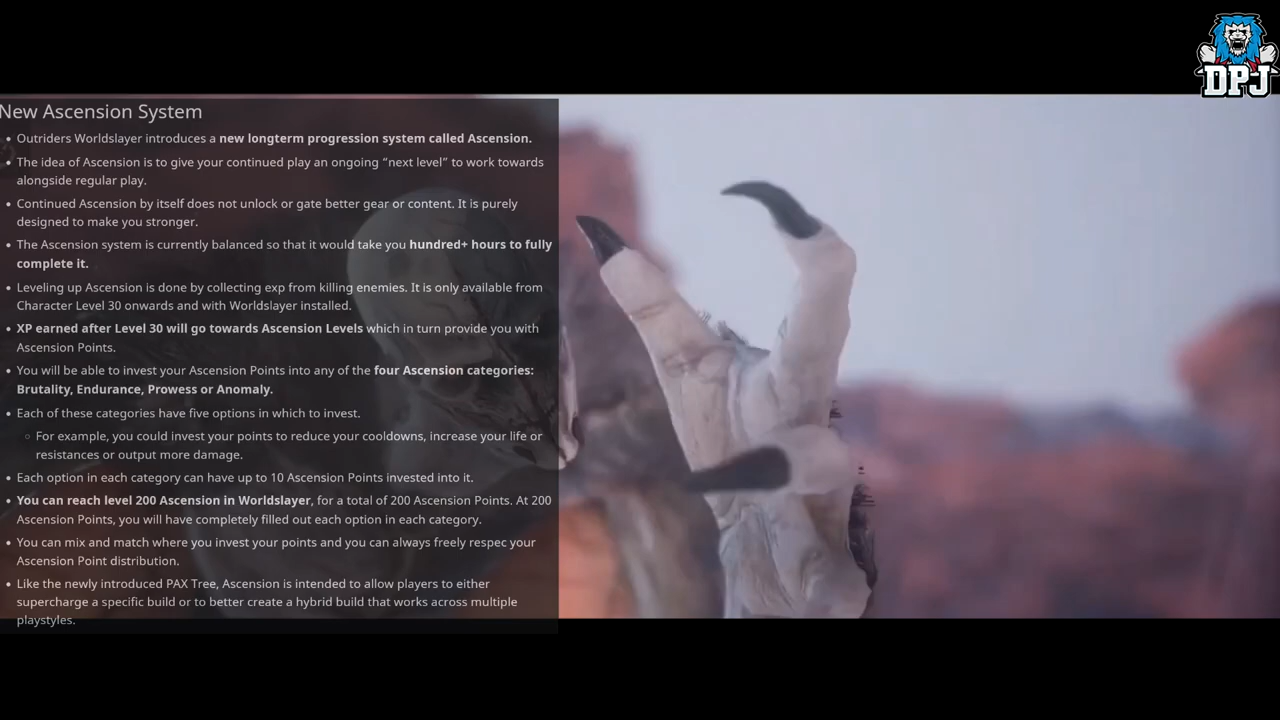 DPJ
New Ascension System
• Outriders Worldslayer introduces a new longterm progression system called Ascension.
• The idea of Ascension is to give your continued play an ongoing “next level” to work towards
alongside regular play.
• Continued Ascension by itself does not unlock or gate better gear or content. It is purely
designed to make you stronger.
• The Ascension system is currently balanced so that it would take you hundred+ hours to fully
complete it.
• Leveling up Ascension is done by collecting exp from killing enemies. It is only available from
Character Level 30 onwards and with Worldslayer installed.
• XP earned after Level 30 will go towards Ascension Levels which in turn provide you with
Ascension Points.
• You will be able to invest your Ascension Points into any of the four Ascension categories:
Brutality, Endurance, Prowess or Anomaly.
• Each of these categories have five options in which to invest.
◦ For example, you could invest your points to reduce your cooldowns, increase your life or
resistances or output more damage.
• Each option in each category can have up to 10 Ascension Points invested into it.
• You can reach level 200 Ascension in Worldslayer, for a total of 200 Ascension Points. At 200
Ascension Points, you will have completely filled out each option in each category.
• You can mix and match where you invest your points and you can always freely respec your
Ascension Point distribution.
• Like the newly introduced PAX Tree, Ascension is intended to allow players to either
supercharge a specific build or to better create a hybrid build that works across multiple
playstyles.